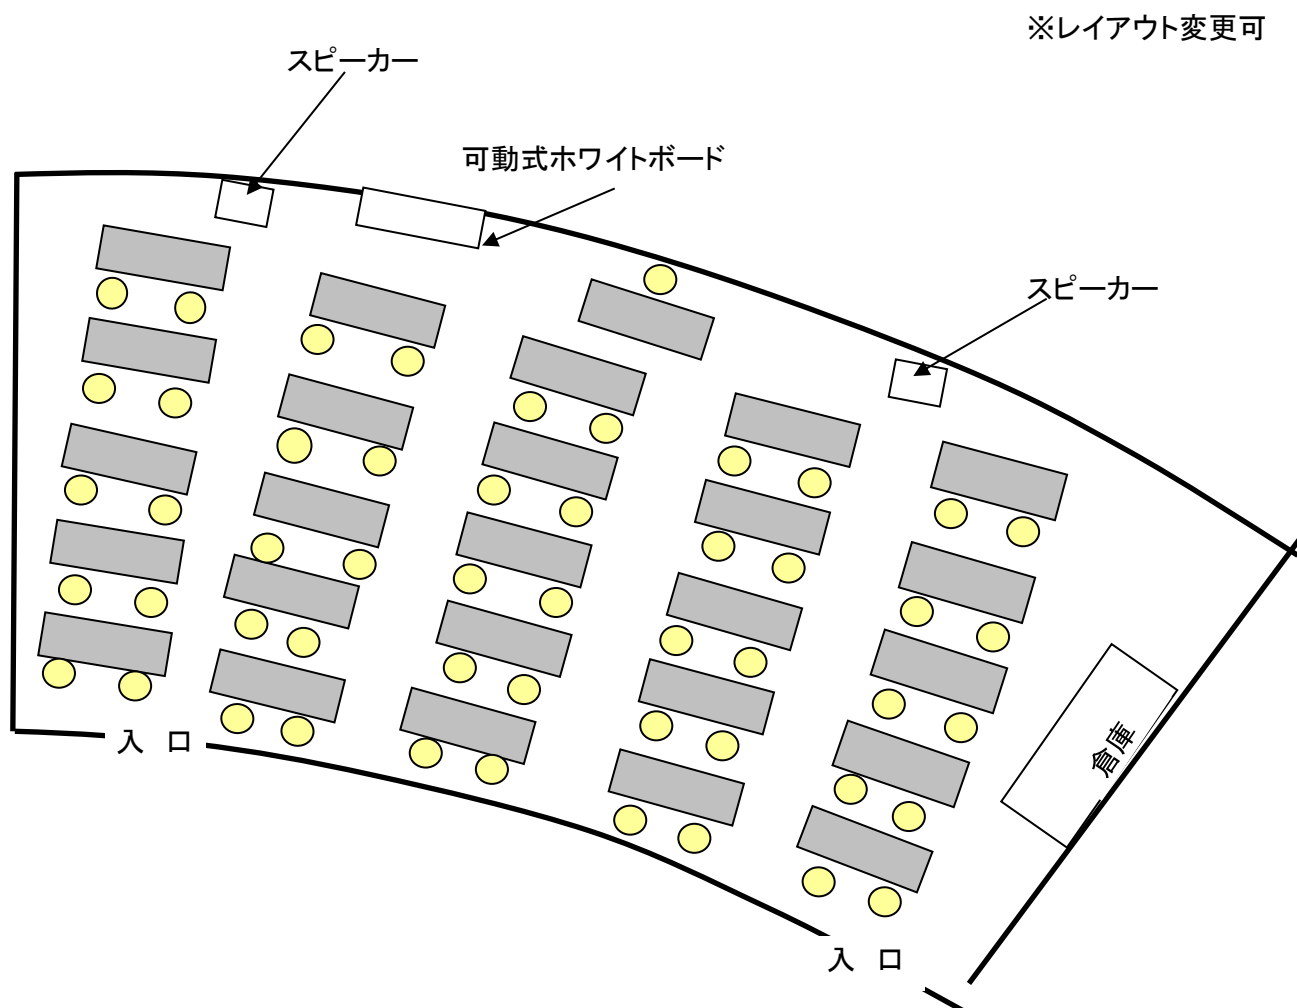 ※レイアウト変更可
スピーカー
可動式ホワイトボード
スピーカー
倉庫
入 口
入 口